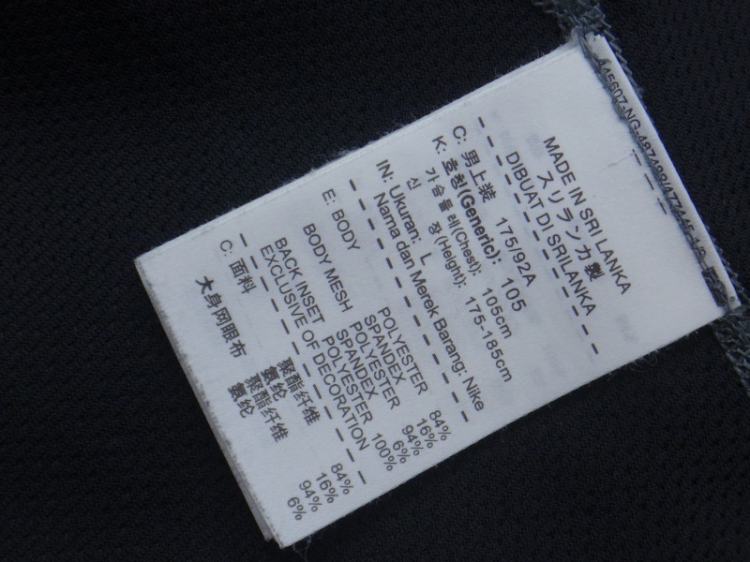 MADE IN SRI LANKA
スリランカ製
DIBUAT DI SRILANKA
C: 男上装 175/92A
K: 호칭(Generic): 105
가슴둘레(Chest): 105cm
신 장(Height): 175-185cm
IN: Ukuran: L
Nama dan Merek Barang: Nike
E: BODY POLYESTER 84%
SPANDEX 16%
BODY MESH POLYESTER 94%
SPANDEX 6%
BACK INSET POLYESTER 100%
EXCLUSIVE OF DECORATION
C: 面料 聚酯纤维 84%
氨纶 16%
大身网眼布 聚酯纤维 94%
氨纶 6%